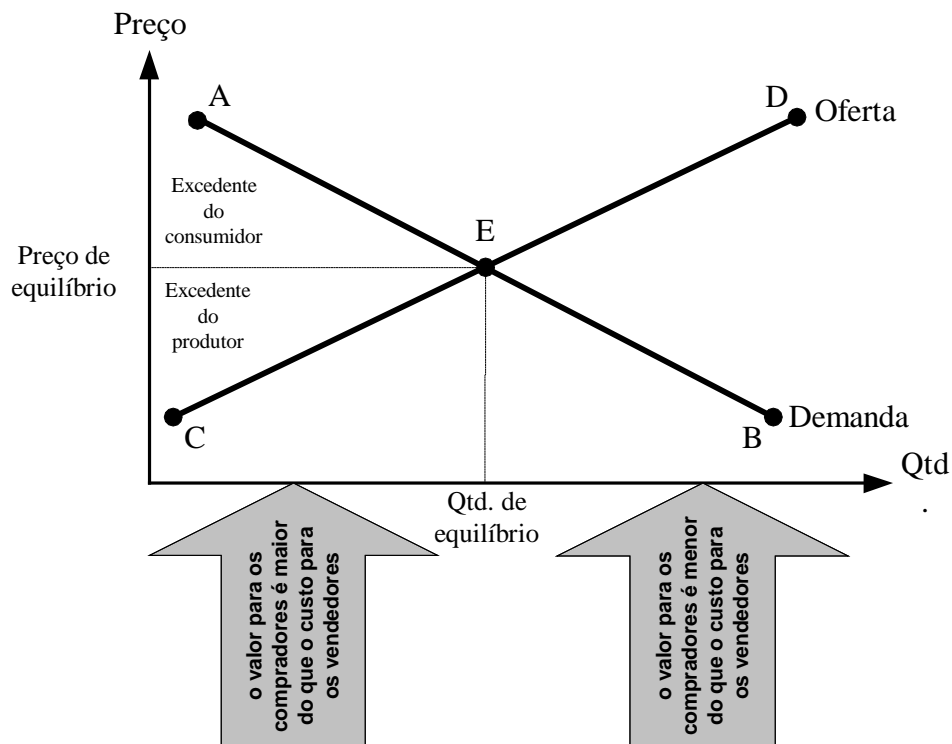 Preço
A
D
Oferta
Excedente
do
consumidor
E
Preço de
equilíbrio
Excedente
do
produtor
C
B
Demanda
Qtd
.
Qtd. de
equilíbrio
o valor para os
compradores é maior
do que o custo para
os vendedores
o valor para os
compradores é menor
do que o custo para
os vendedores